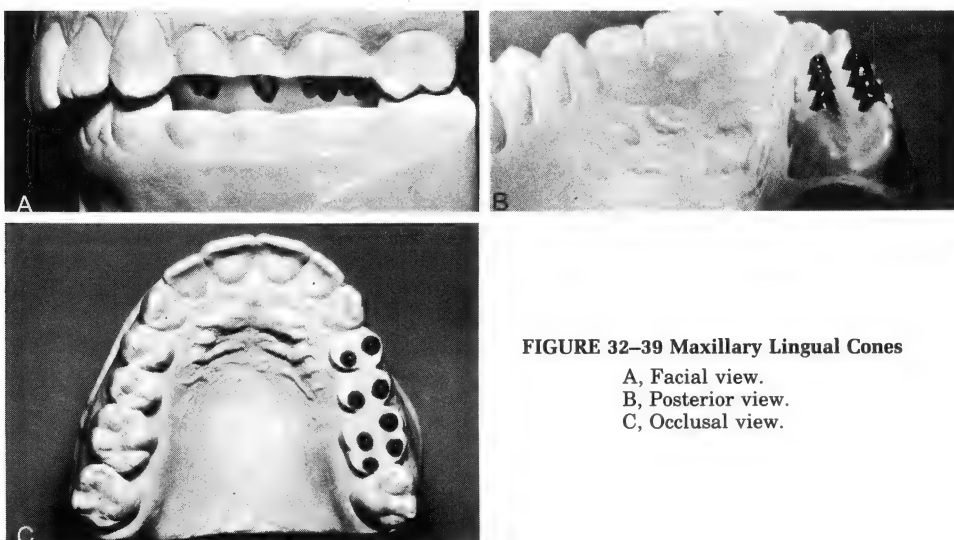 A
B
C
FIGURE 32–39 Maxillary Lingual Cones
A, Facial view.
B, Posterior view.
C, Occlusal view.